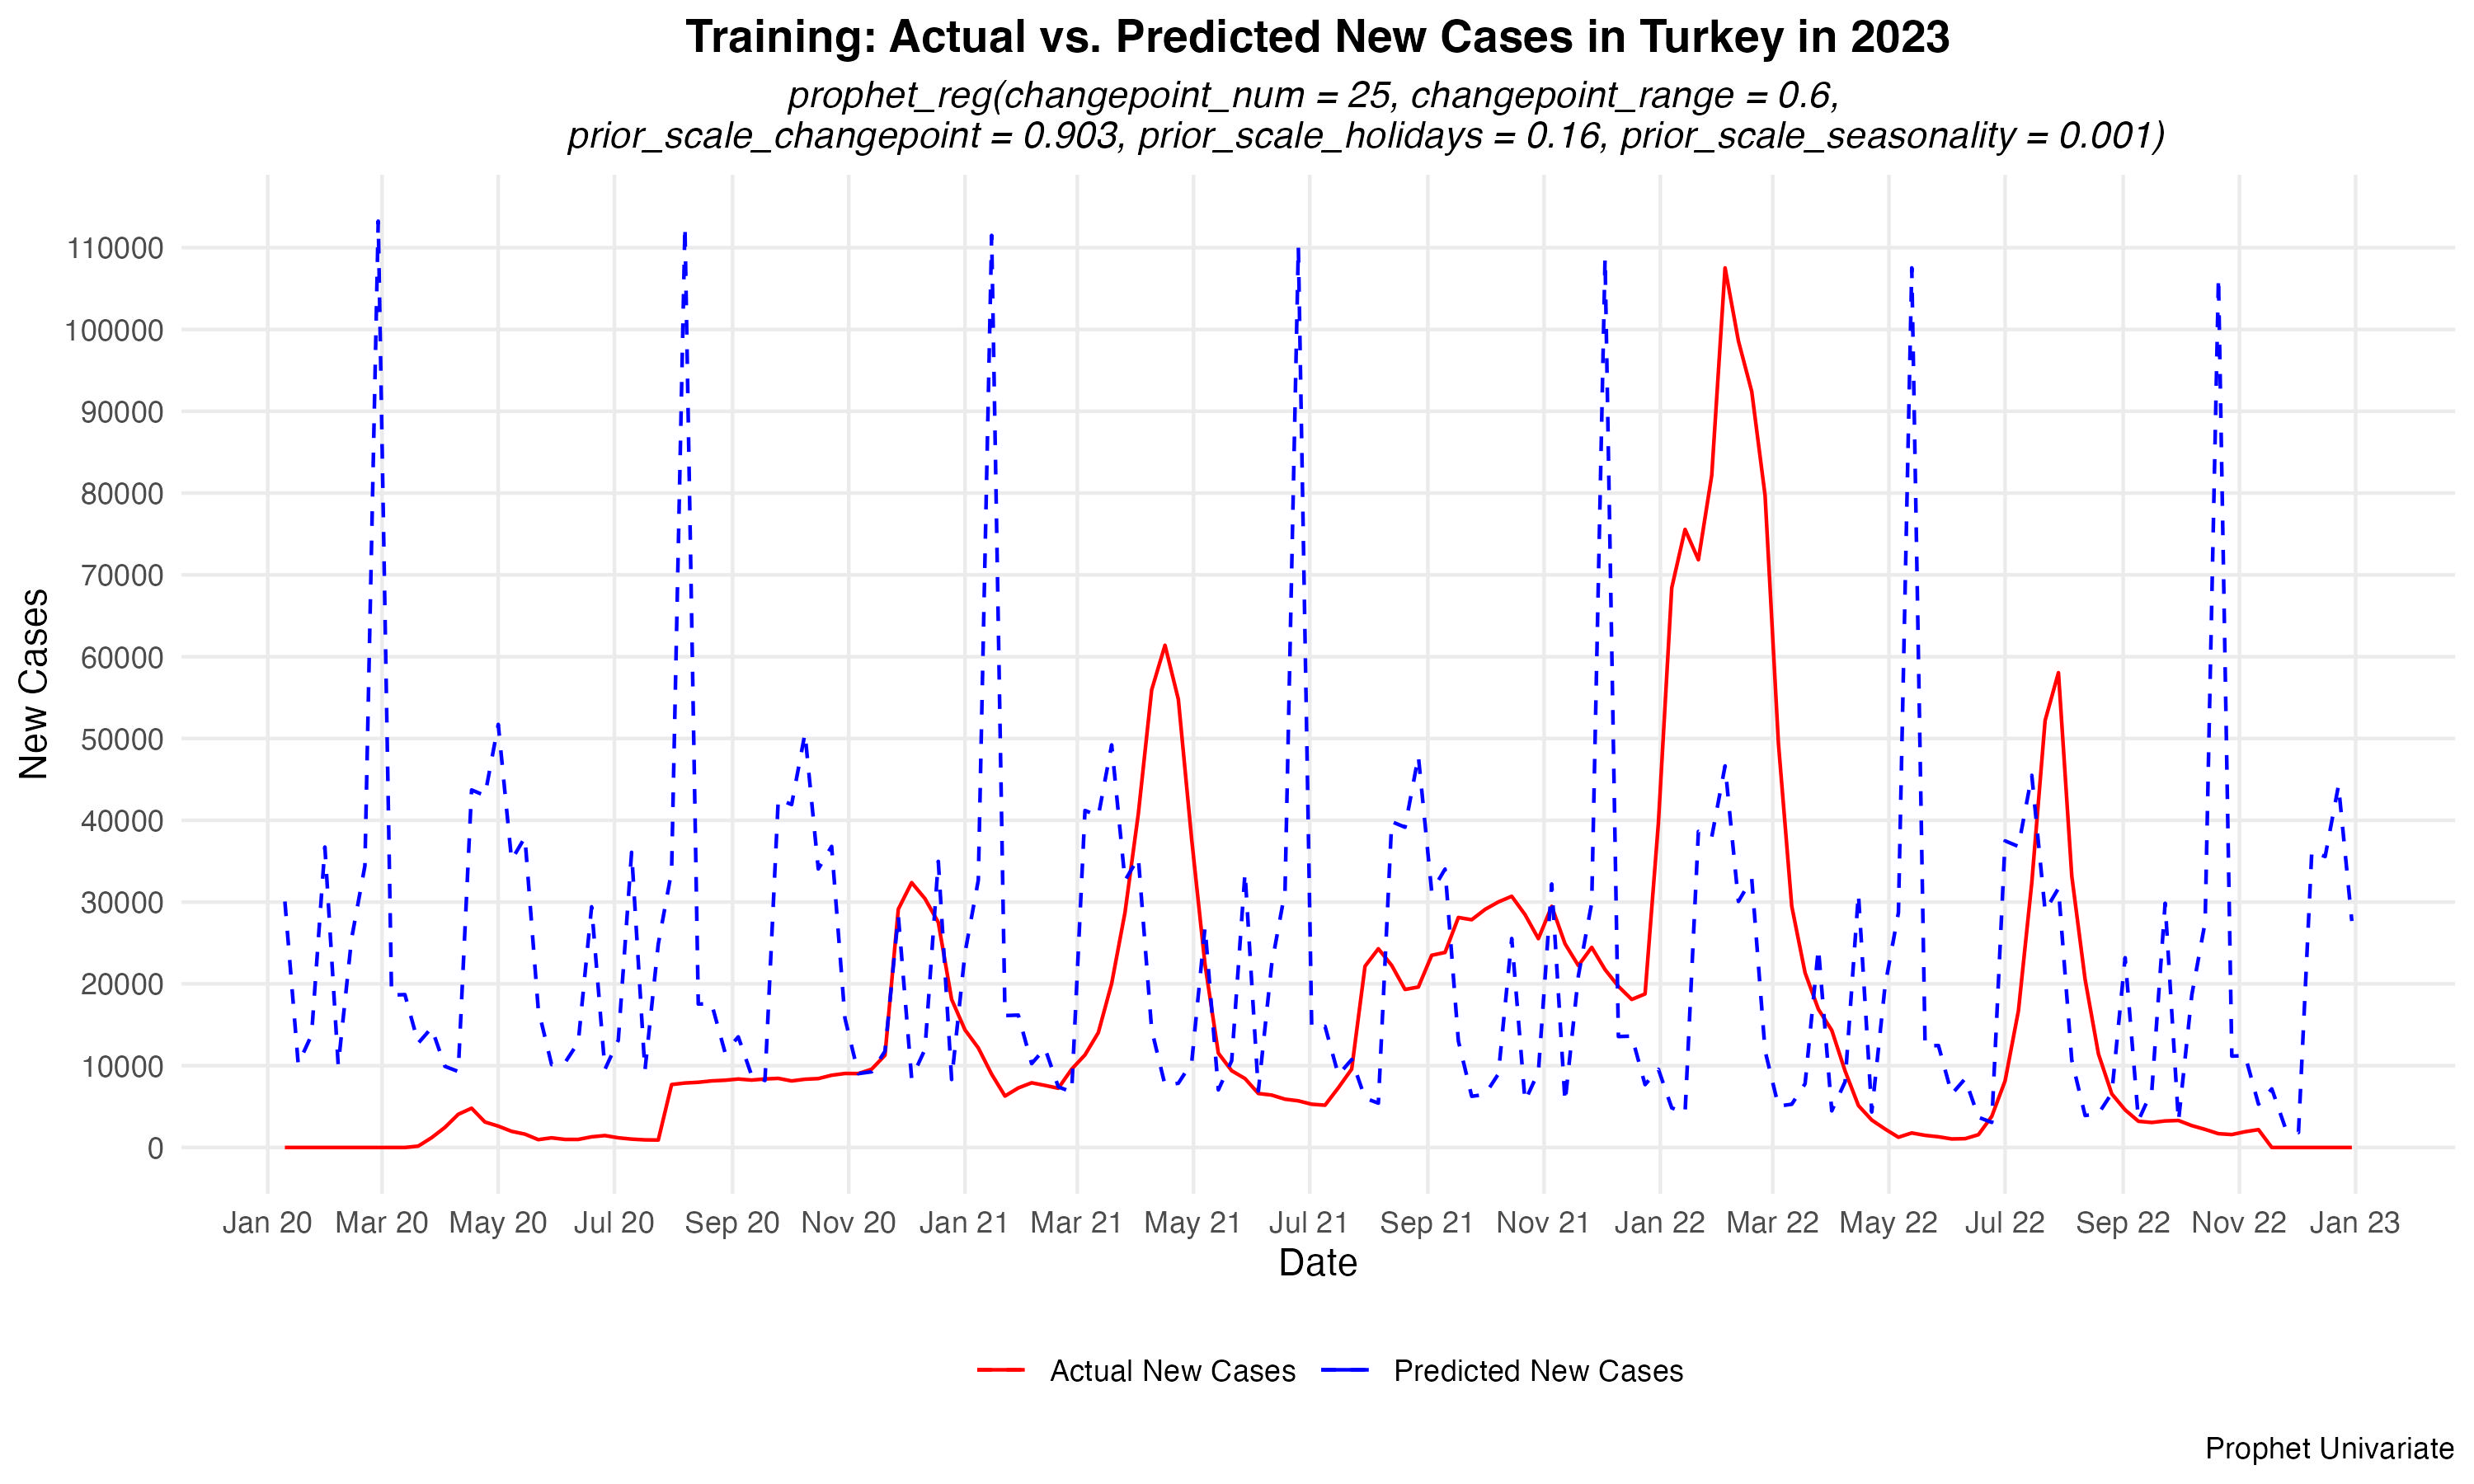 Training: Actual vs. Predicted New Cases in Turkey in 2023
prophet_reg(changepoint_num = 25, changepoint_range = 0.6,
prior_scale_changepoint = 0.903, prior_scale_holidays = 0.16, prior_scale_seasonality = 0.001)
New Cases
110000
100000
90000
80000
70000
60000
50000
40000
30000
20000
10000
0
Jan 20 Mar 20 May 20 Jul 20 Sep 20 Nov 20 Jan 21 Mar 21 May 21 Jul 21 Sep 21 Nov 21 Jan 22 Mar 22 May 22 Jul 22 Sep 22 Nov 22 Jan 23
Date
Actual New Cases Predicted New Cases
Prophet Univariate